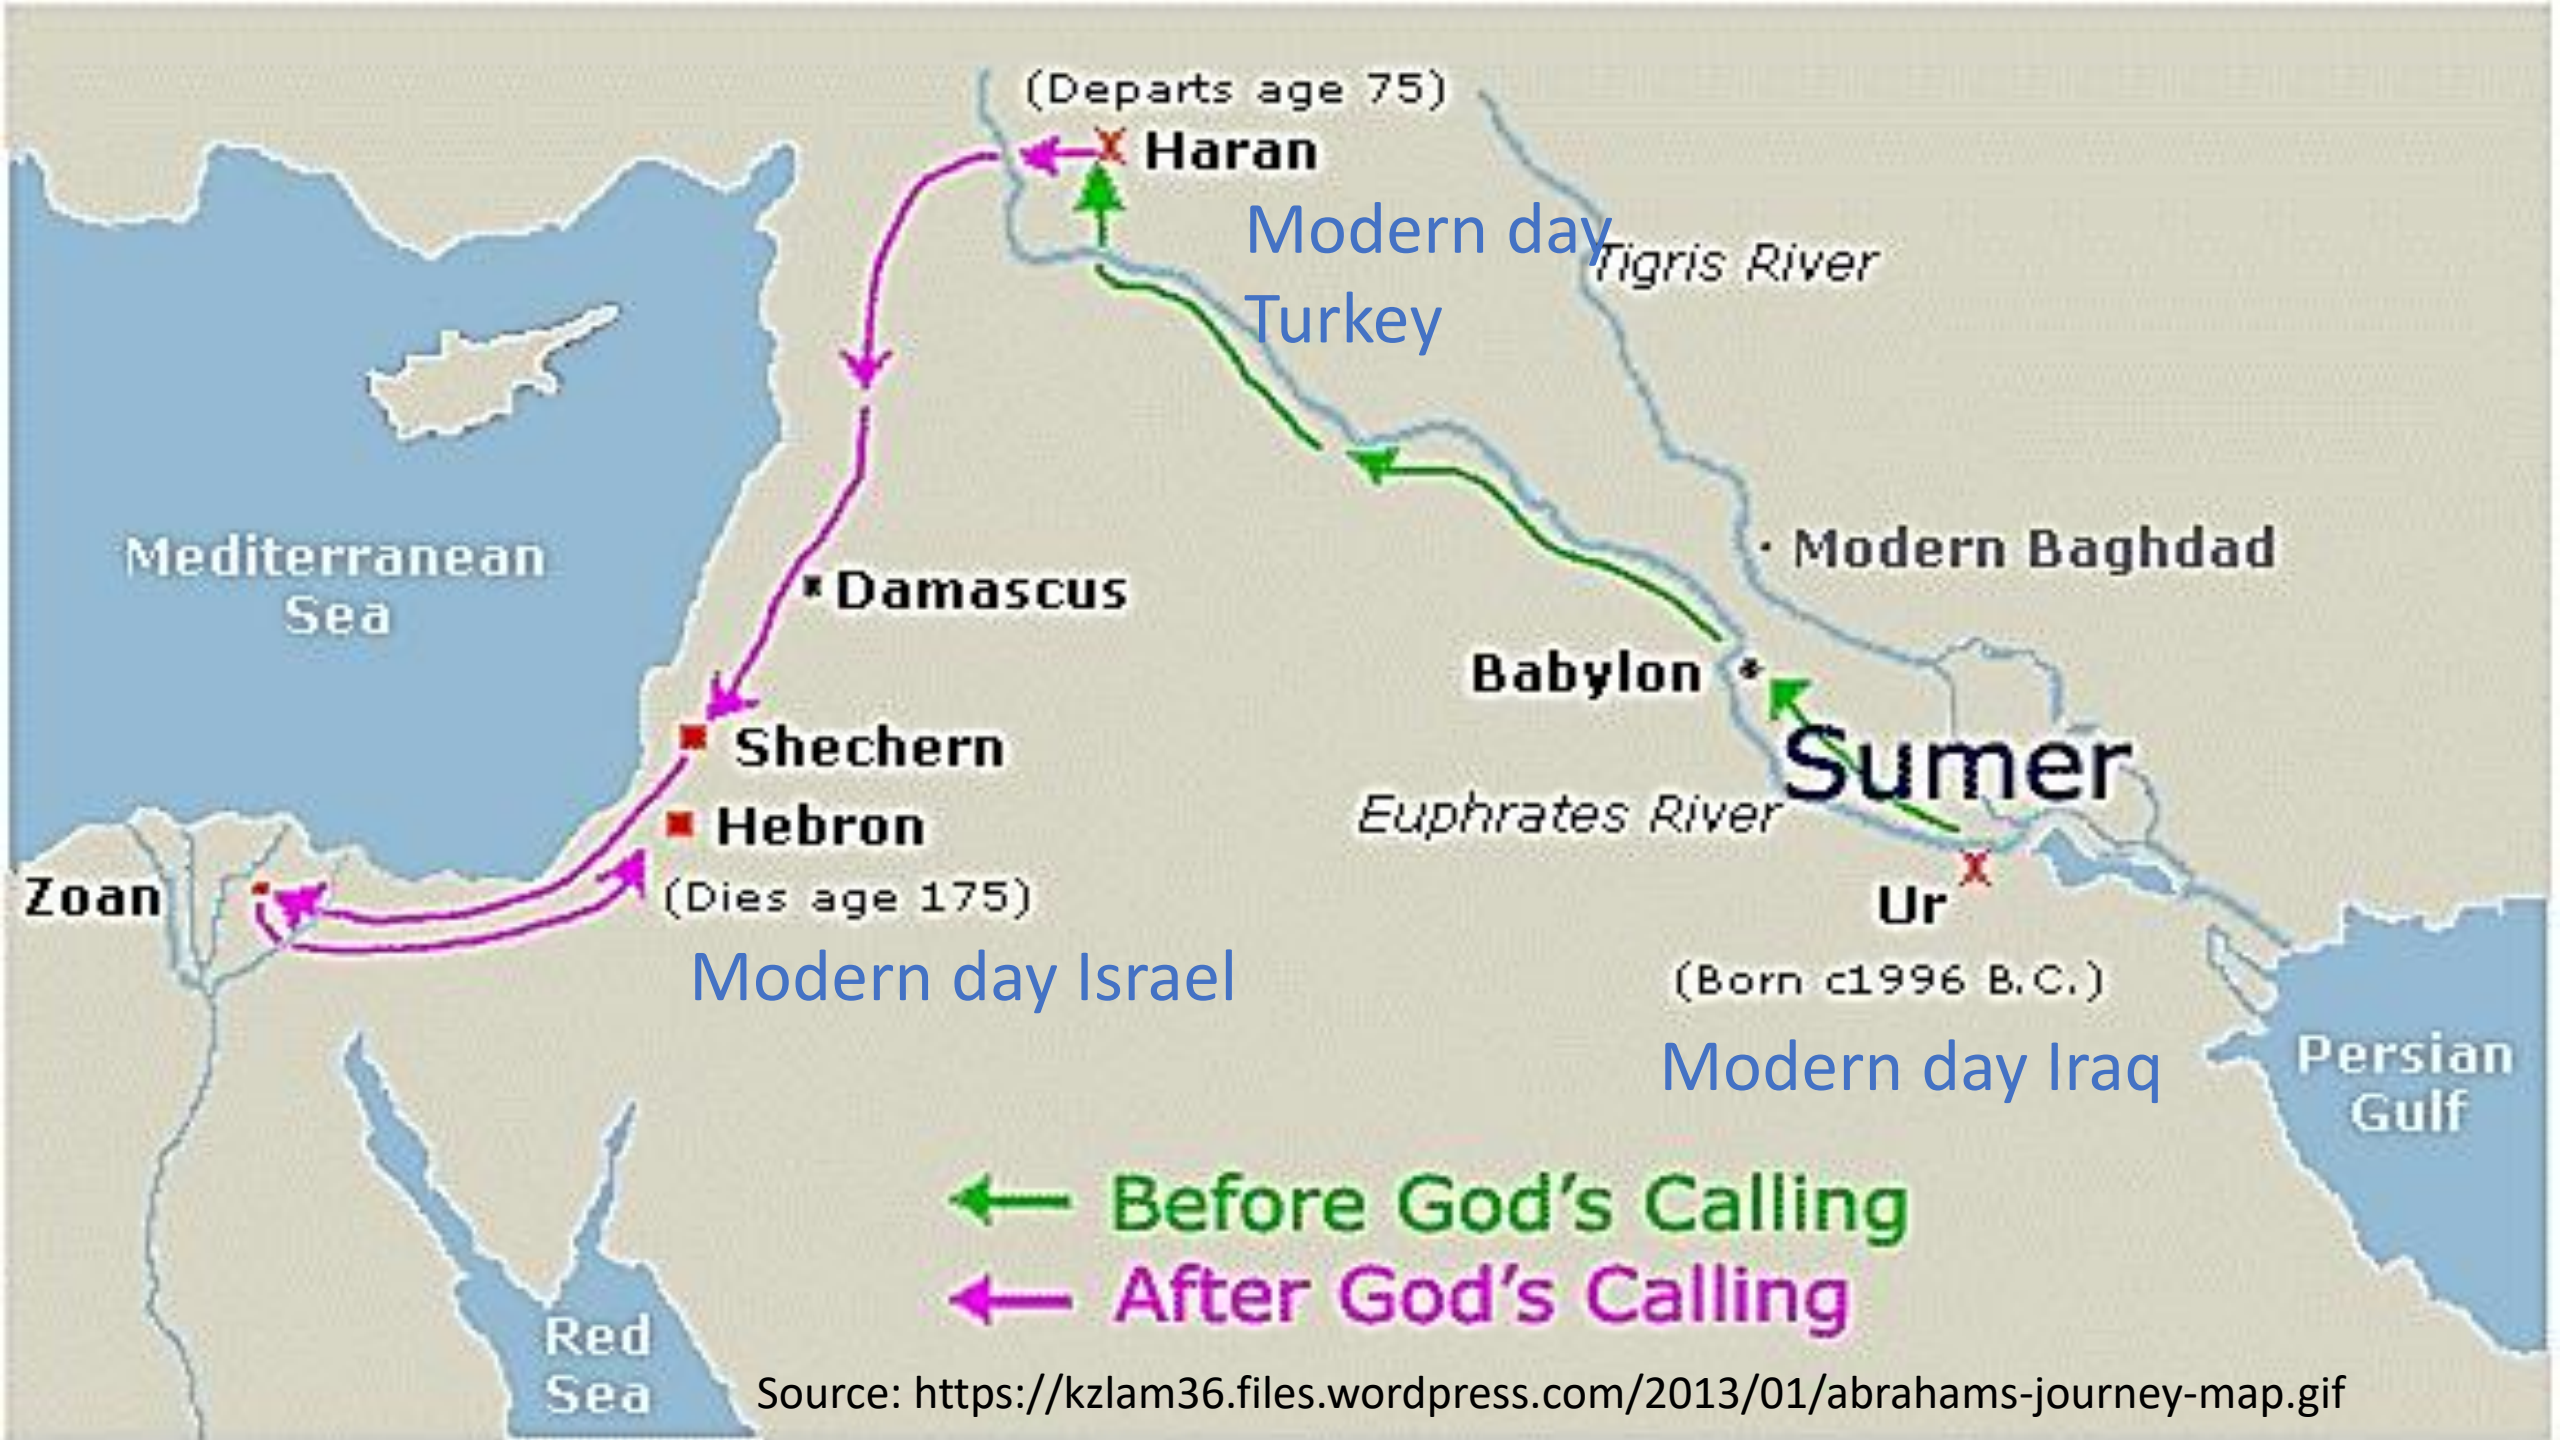 (Departs age 75)
Haran
Modern day
Turkey
Tigris River
Mediterranean
Sea
Modern Baghdad
Damascus
Babylon
Sumer
Shechern
Euphrates River
Hebron
Zoan
(Dies age 175)
Ur
Modern day Israel
(Born c1996 B.C.)
Modern day Iraq
Persian
Gulf
Before God's Calling
After God's Calling
Red
Sea
Source: https://kzlam36.files.wordpress.com/2013/01/abrahams-journey-map.gif